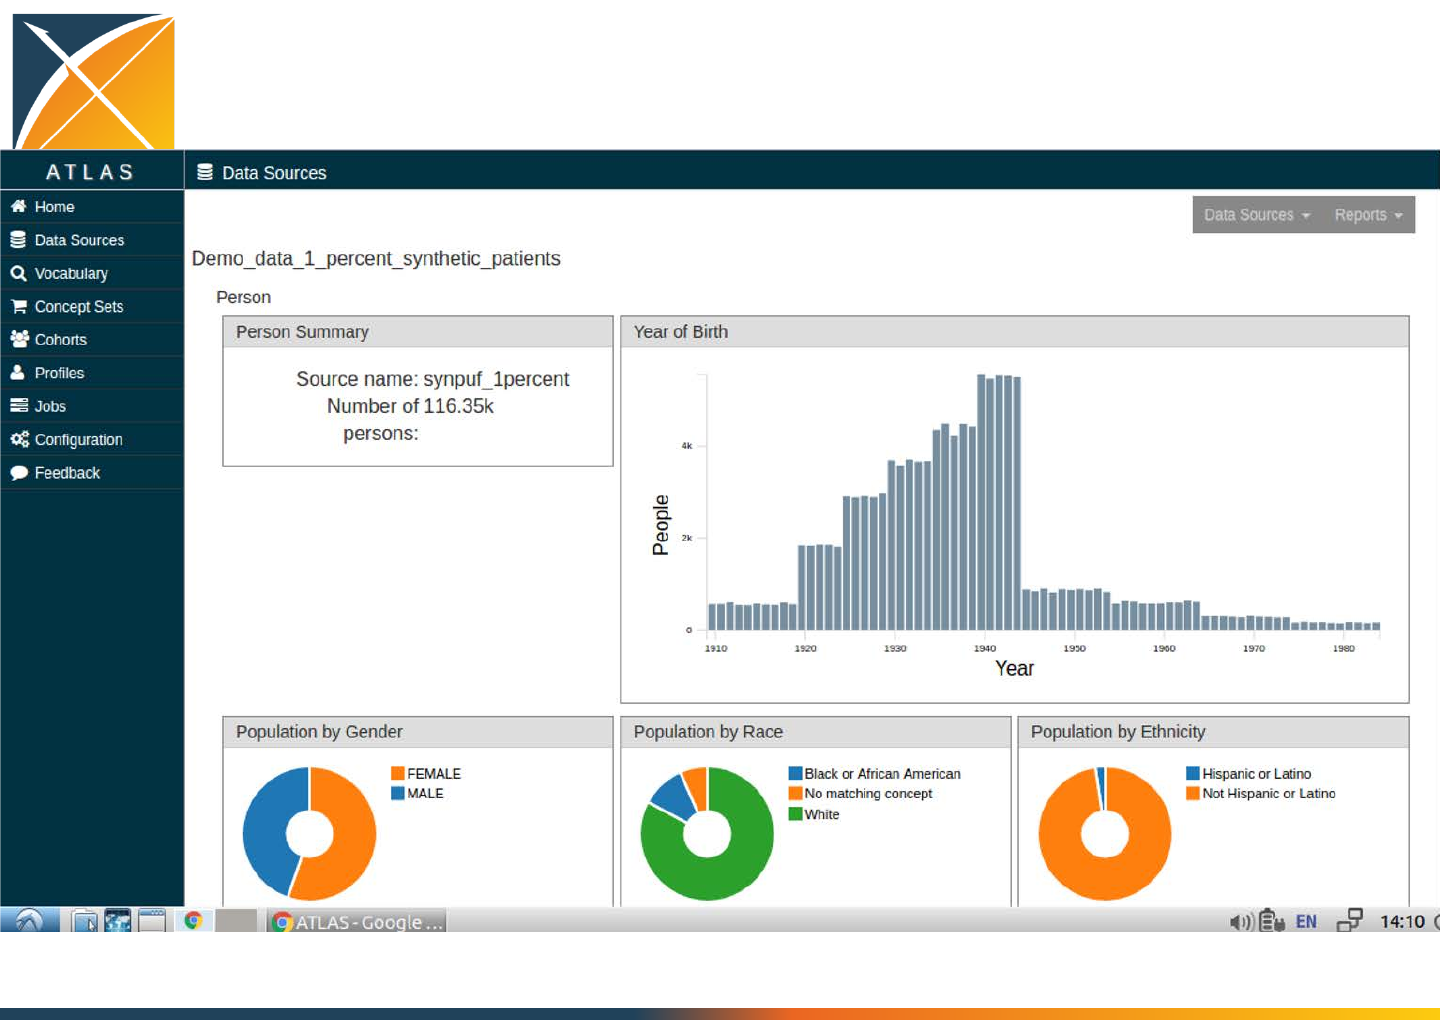 ATLAS
Data Sources
Home
Data Sources
Vocabulary
Concept Sets
Cohorts
Profiles
Jobs
Configuration
Feedback
Data Sources
Reports
Demo_data_1_percent_synthetic_patients
Person
Person Summary
Source name: synpuf_1percent
Number of 116.35k
persons:
Year of Birth
People
4k
2k
0
1910 1920 1930 1940 1950 1960 1970 1980
Year
Population by Gender
FEMALE
MALE
Population by Race
Black or African American
No matching concept
White
Population by Ethnicity
Hispanic or Latino
Not Hispanic or Latino
ATLAS - Google ...
EN
14:10